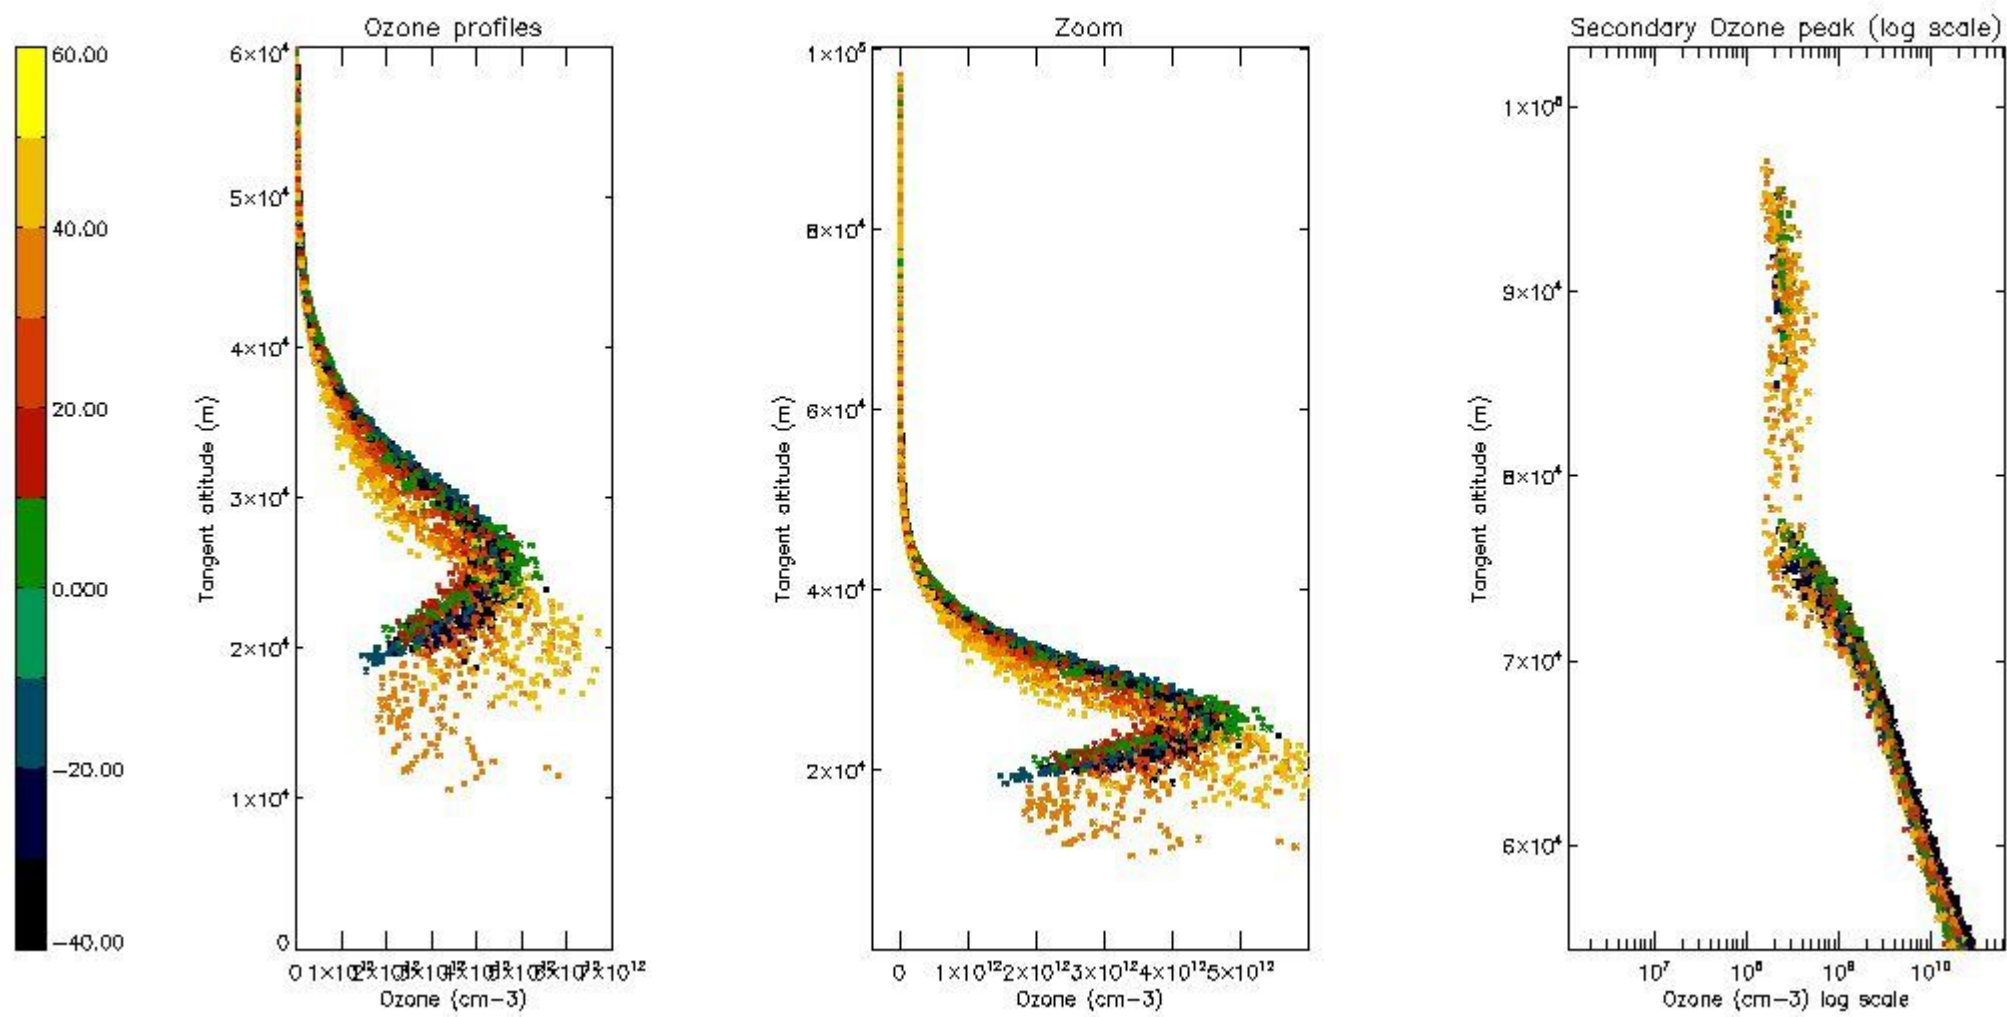 Ozone profiles
Zoom
Secondary Ozone peak (log scale)
60.00
40.00
20.00
0.000
−20.00
−40.00
6×10⁴
5×10⁴
4×10⁴
3×10⁴
2×10⁴
1×10⁴
0
Tangent altitude (m)
0
7×10¹²
Ozone (cm−3)
1×10⁵
8×10⁴
6×10⁴
4×10⁴
2×10⁴
Tangent altitude (m)
0 1×10¹² 2×10¹² 3×10¹² 4×10¹² 5×10¹²
Ozone (cm−3)
9×10⁴
8×10⁴
7×10⁴
6×10⁴
Tangent altitude (m)
10⁷ 10⁸ 10⁹ 10¹⁰
Ozone (cm−3) log scale